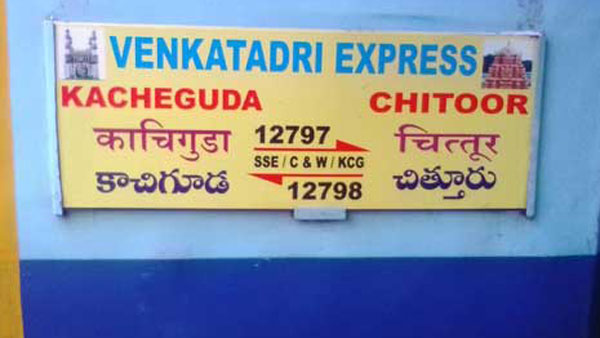 VENKATADRI EXPRESS
KACHEGUDA CHITOOR
काचिगुडा 12797 चित्तूर
SSE / C & W / KCG
కాచిగూడ 12798 చిత్తూరు